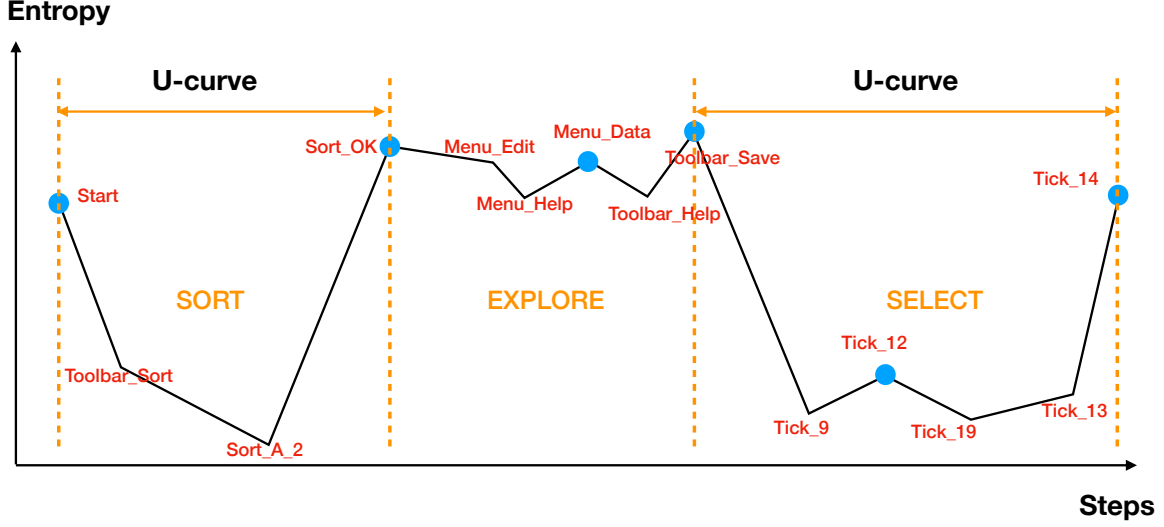 Entropy
U-curve
U-curve
Sort_OK
Menu_Edit
Menu_Data
Toolbar_Save
Start
Menu_Help
Toolbar_Help
Tick_14
SORT
EXPLORE
SELECT
Toolbar_Sort
Tick_12
Sort_A_2
Tick_9
Tick_19
Tick_13
Steps